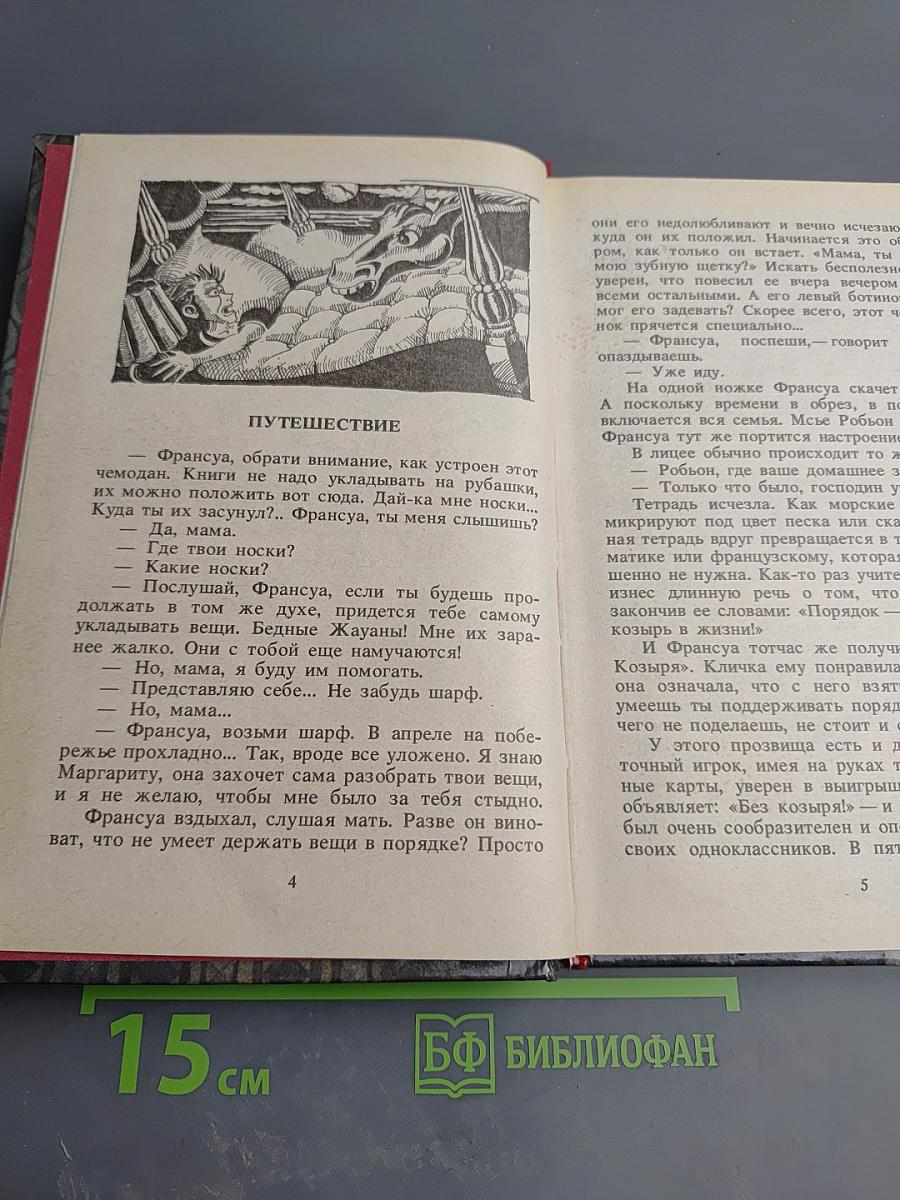 ПУТЕШЕСТВИЕ
— Франсуа, обрати внимание, как устроен этот
чемодан. Книги не надо укладывать на рубашки,
их можно положить вот сюда. Дай-ка мне носки...
Куда ты их засунул?.. Франсуа, ты меня слышишь?
— Да, мама.
— Где твои носки?
— Какие носки?
— Послушай, Франсуа, если ты будешь про-
должать в том же духе, придется тебе самому
укладывать вещи. Бедные Жауаны! Мне их зара-
нее жалко. Они с тобой еще намучаются!
— Но, мама, я буду им помогать.
— Представляю себе... Не забудь шарф.
— Но, мама...
— Франсуа, возьми шарф. В апреле на побе-
режье прохладно... Так, вроде все уложено. Я знаю
Маргариту, она захочет сама разобрать твои вещи,
и я не желаю, чтобы мне было за тебя стыдно.
Франсуа вздыхал, слушая мать. Разве он вино-
ват, что не умеет держать вещи в порядке? Просто
4
они его недолюбливают и вечно исчезаю
куда он их положил. Начинается это об
ром, как только он встает. «Мама, ты
мою зубную щетку?» Искать бесполезн
уверен, что повесил ее вчера вечером
всеми остальными. А его левый ботино
мог его задевать? Скорее всего, этот ч
нок прячется специально...
— Франсуа, поспеши,— говорит
опаздываешь.
— Уже иду.
На одной ножке Франсуа скачет
А поскольку времени в обрез, в по
включается вся семья. Мсье Робьон
Франсуа тут же портится настроение
В лицее обычно происходит то ж
— Робьон, где ваше домашнее з
— Только что было, господин у
Тетрадь исчезла. Как морские
микрируют под цвет песка или ска
ная тетрадь вдруг превращается в т
матике или французскому, которая
шенно не нужна. Как-то раз учите
изнес длинную речь о том, что
закончив ее словами: «Порядок —
козырь в жизни!»
И Франсуа тотчас же получи
Козыря». Кличка ему понравила
она означала, что с него взят
умеешь ты поддерживать поряд
чего не поделаешь, не стоит и с
У этого прозвища есть и д
точный игрок, имея на руках т
ные карты, уверен в выигрыш
объявляет: «Без козыря!» — и
был очень сообразителен и оп
своих одноклассников. В пят
5
15 см
БФ БИБЛИОФАН